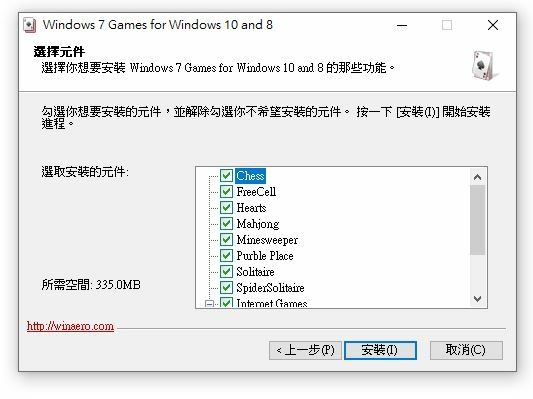 Windows 7 Games for Windows 10 and 8
選擇元件
選擇你想要安裝 Windows 7 Games for Windows 10 and 8 的那些功能。
勾選你想要安裝的元件，並解除勾選你不希望安裝的元件。 按一下 [安裝(I)] 開始安裝
進程。
選取安裝的元件:
Chess
FreeCell
Hearts
Mahjong
Minesweeper
Purble Place
Solitaire
SpiderSolitaire
Internet Games
所需空間: 335.0MB
http://winaero.com
< 上一步(P)
安裝(I)
取消(C)